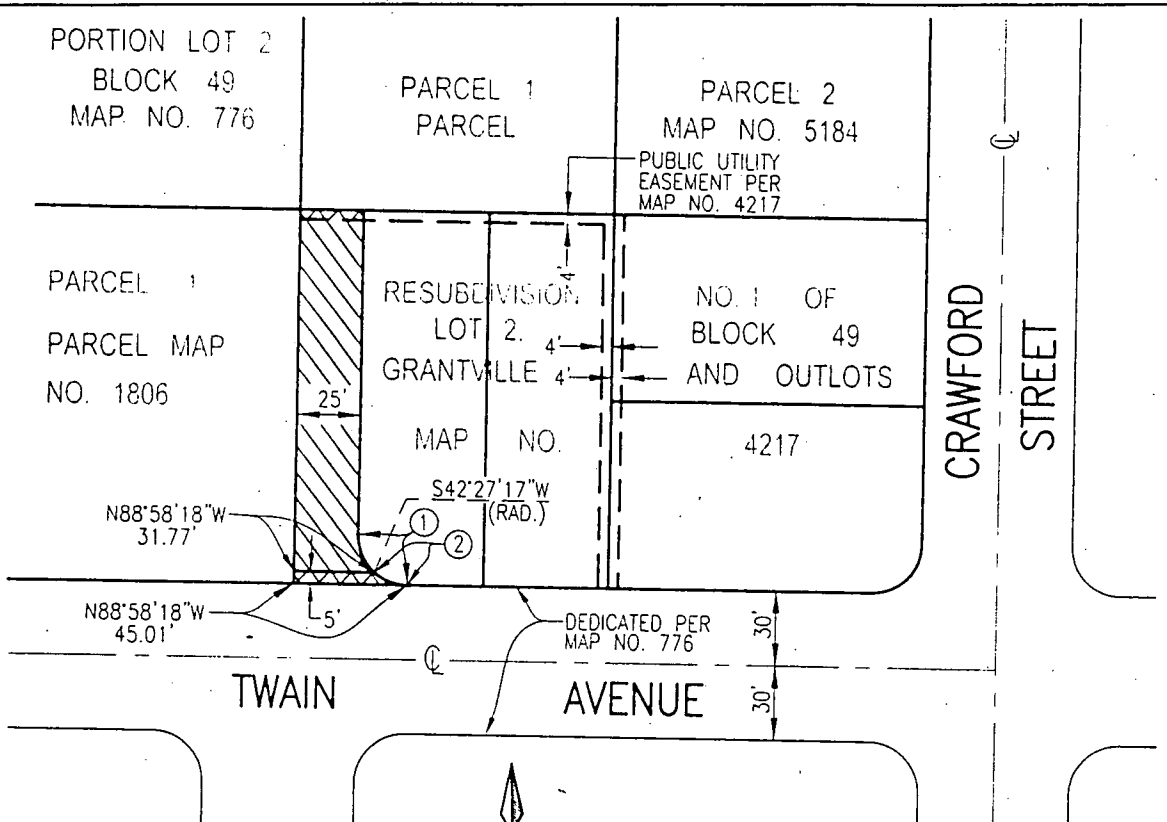 PORTION LOT 2
BLOCK 49
MAP NO. 776
PARCEL 1
PARCEL
PARCEL 2
MAP NO. 5184
PUBLIC UTILITY
EASEMENT PER
MAP NO. 4217
℄
PARCEL 1
PARCEL MAP
NO. 1806
25'
4'
RESUBDIVISION
LOT 2.
GRANTVILLE
MAP NO.
4'
4'
NO. 1 OF
BLOCK 49
AND OUTLOTS
4217
CRAWFORD
STREET
S42°27'17"W
(RAD.)
1
2
N88°58'18"W
31.77'
N88°58'18"W
45.01'
5'
DEDICATED PER
MAP NO. 776
30'
30'
℄
TWAIN AVENUE